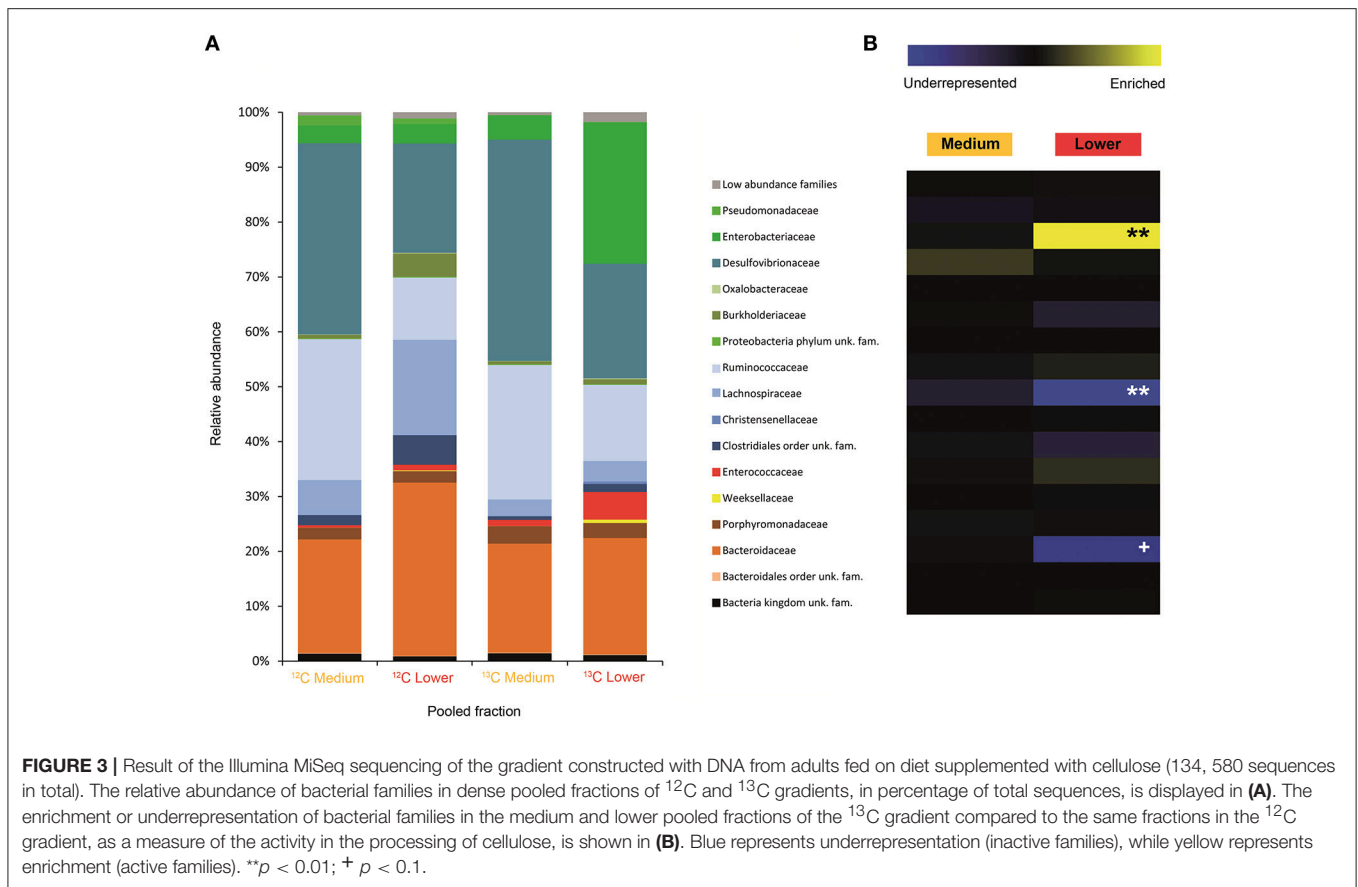 A
B
Underrepresented
Enriched
Medium
Lower
100%
90%
80%
70%
60%
50%
40%
30%
20%
10%
0%
Relative abundance
¹²C Medium
¹²C Lower
¹³C Medium
¹³C Lower
Pooled fraction
Low abundance families
Pseudomonadaceae
Enterobacteriaceae
Desulfovibrionaceae
Oxalobacteraceae
Burkholderiaceae
Proteobacteria phylum unk. fam.
Ruminococcaceae
Lachnospiraceae
Christensenellaceae
Clostridiales order unk. fam.
Enterococcaceae
Weeksellaceae
Porphyromonadaceae
Bacteroidaceae
Bacteroidales order unk. fam.
Bacteria kingdom unk. fam.
**
**
+
FIGURE 3 | Result of the Illumina MiSeq sequencing of the gradient constructed with DNA from adults fed on diet supplemented with cellulose (134, 580 sequences
in total). The relative abundance of bacterial families in dense pooled fractions of ¹²C and ¹³C gradients, in percentage of total sequences, is displayed in (A). The
enrichment or underrepresentation of bacterial families in the medium and lower pooled fractions of the ¹³C gradient compared to the same fractions in the ¹²C
gradient, as a measure of the activity in the processing of cellulose, is shown in (B). Blue represents underrepresentation (inactive families), while yellow represents
enrichment (active families). **p < 0.01; + p < 0.1.